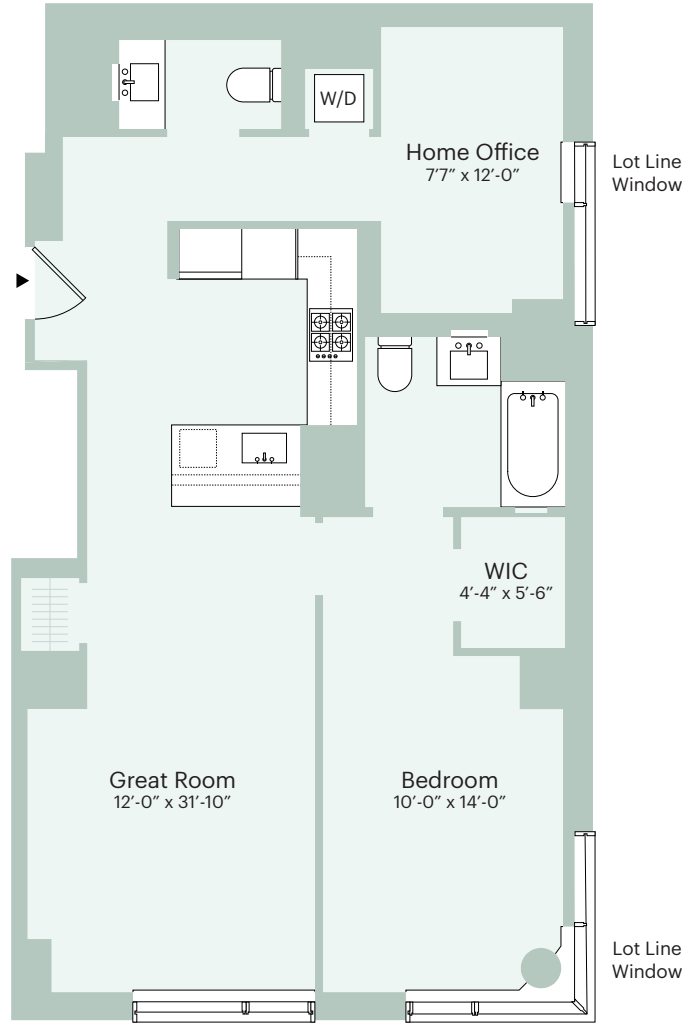 W/D
Home Office
7’7” x 12’-0”
Lot Line
Window
WIC
4’-4” x 5’-6”
Great Room
12’-0” x 31’-10”
Bedroom
10’-0” x 14’-0”
Lot Line
Window